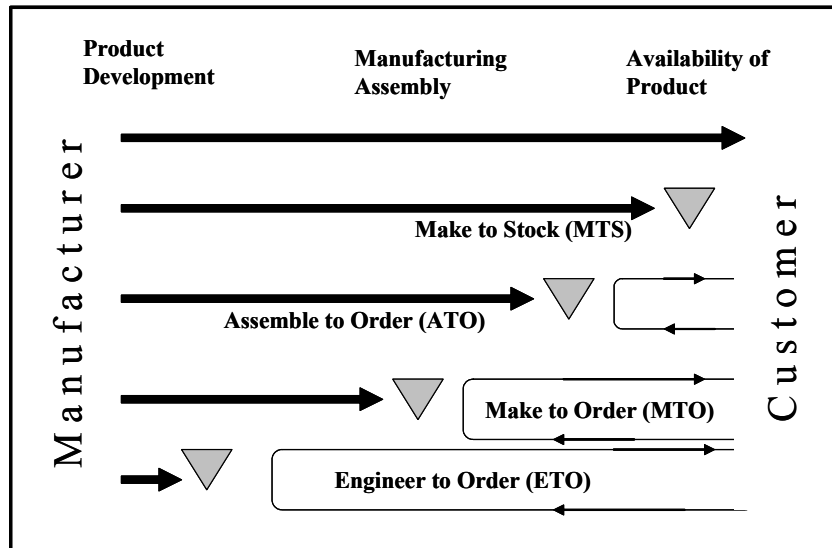 Product
Development
Manufacturing
Assembly
Availability of
Product
Manufacturer
Customer
Make to Stock (MTS)
Assemble to Order (ATO)
Make to Order (MTO)
Engineer to Order (ETO)